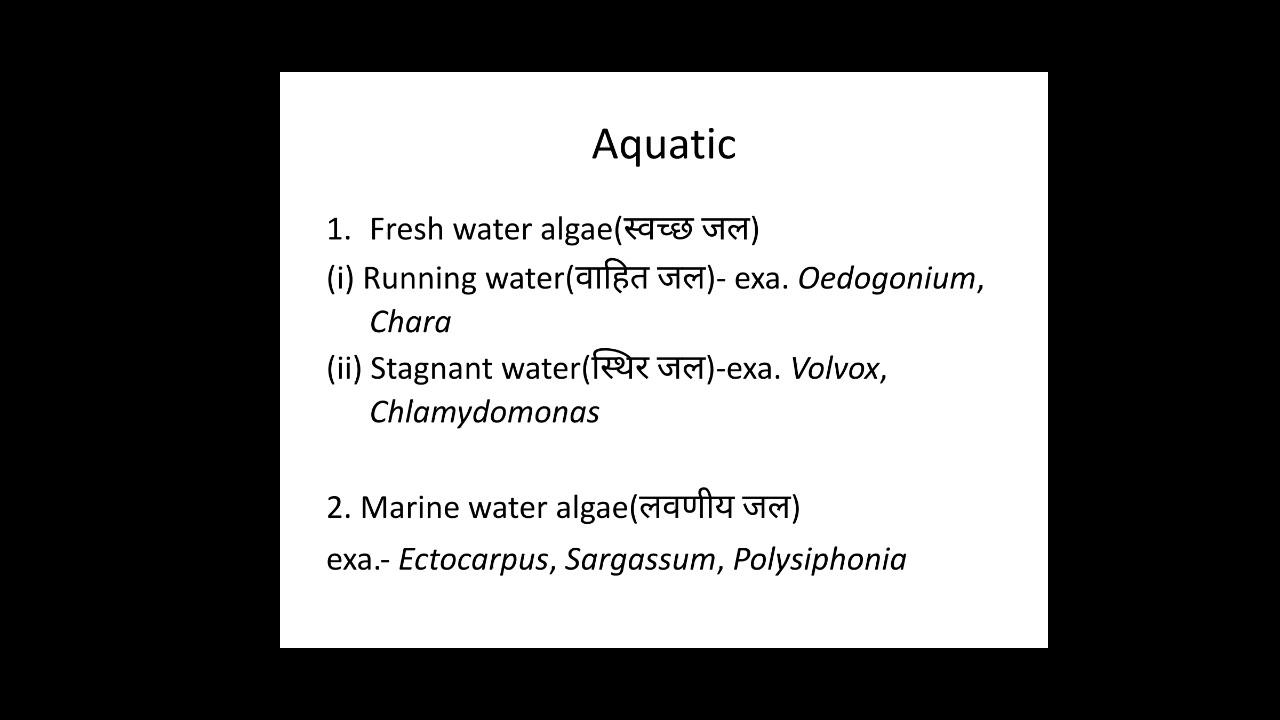 Aquatic
1. Fresh water algae(स्वच्छ जल)
(i) Running water(वाहित जल)- exa. Oedogonium,
Chara
(ii) Stagnant water(स्थिर जल)-exa. Volvox,
Chlamydomonas
2. Marine water algae(लवणीय जल)
exa.- Ectocarpus, Sargassum, Polysiphonia